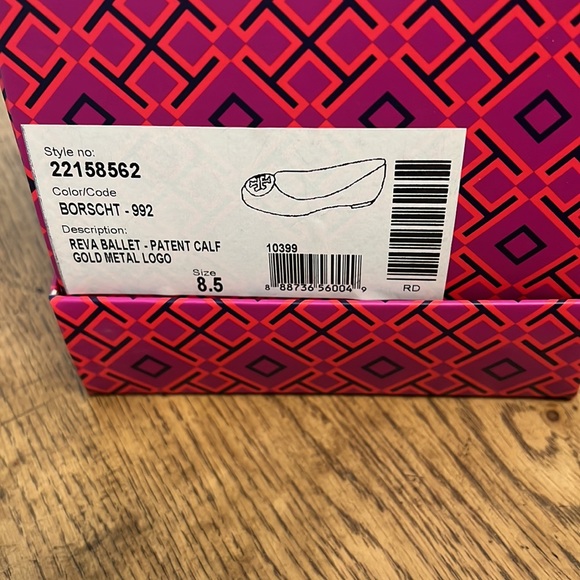 Style no:
22158562
Color/Code
BORSCHT - 992
Description:
REVA BALLET - PATENT CALF
GOLD METAL LOGO
Size
8.5
10399
8 88736 56004 9
RD